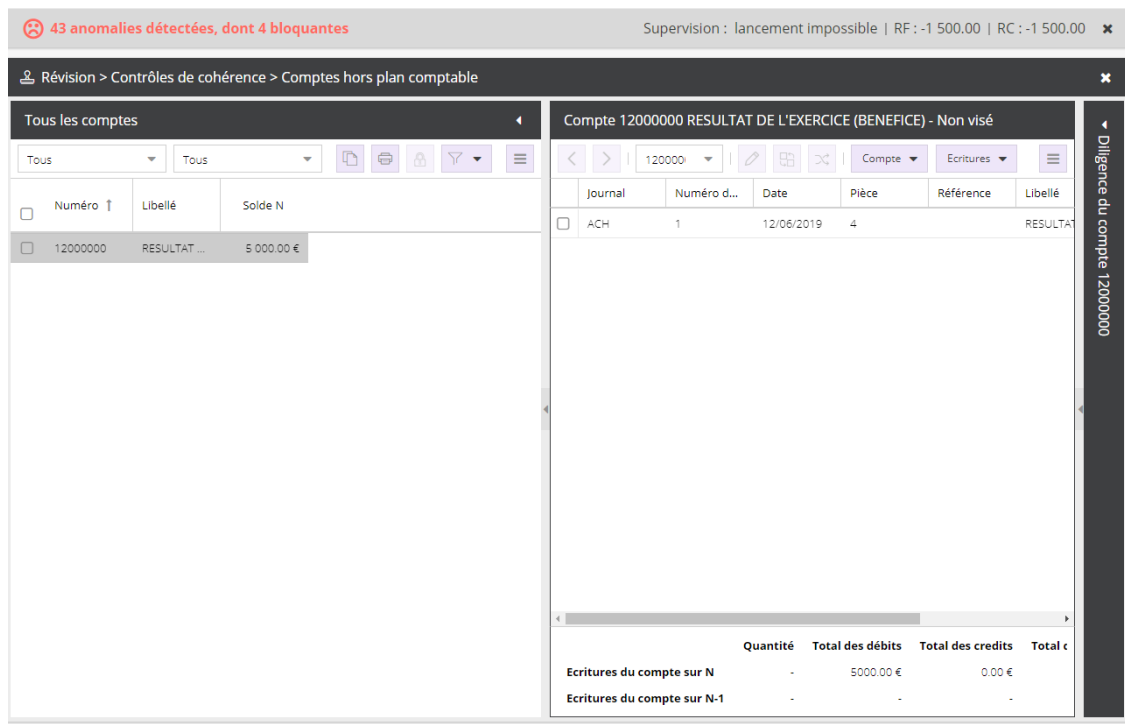 43 anomalies détectées, dont 4 bloquantes
Supervision : lancement impossible | RF : -1 500.00 | RC : -1 500.00
Révision > Contrôles de cohérence > Comptes hors plan comptable
Tous les comptes
Tous Tous
Numéro Libellé Solde N
12000000 RESULTAT ... 5 000.00 €
Compte 12000000 RESULTAT DE L'EXERCICE (BENEFICE) - Non visé
120000 Compte Ecritures
Journal Numéro d... Date Pièce Référence Libellé
ACH 1 12/06/2019 4 RESULTAT
Quantité Total des débits Total des credits Total
Ecritures du compte sur N - 5000.00 € 0.00 €
Ecritures du compte sur N-1 - - -
Diligence du compte 12000000